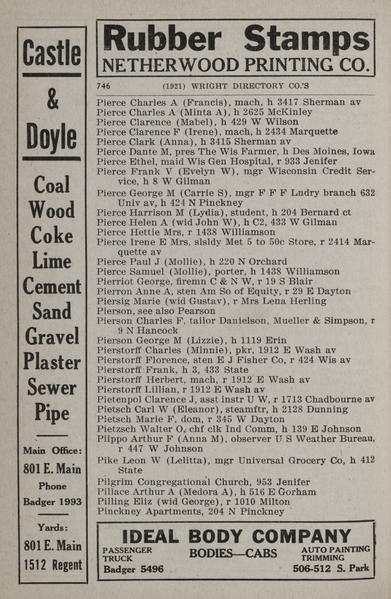 Castle
&
Doyle
Coal
Wood
Coke
Lime
Cement
Sand
Gravel
Plaster
Sewer
Pipe
Main Office:
801 E. Main
Phone
Badger 1993
Yards:
801 E. Main
1512 Regent
Rubber Stamps
NETHERWOOD PRINTING CO.
746 (1921) WRIGHT DIRECTORY CO.'S
Pierce Charles A (Francis), mach, h 3417 Sherman av
Pierce Charles A (Minta A), h 2625 McKinley
Pierce Clarence (Mabel), h 429 W Wilson
Pierce Clarence F (Irene), mach, h 2434 Marquette
Pierce Clark (Anna), h 3415 Sherman av
Pierce Dante M, pres The Wis Farmer, h Des Moines, Iowa
Pierce Ethel, maid Wis Gen Hospital, r 933 Jenifer
Pierce Frank V (Evelyn W), mgr Wisconsin Credit Ser-
vice, h 8 W Gilman
Pierce George M (Carrie S), mgr F F F Lndry branch 632
Univ av, h 424 N Pinckney
Pierce Harrison M (Lydia), student, h 204 Bernard ct
Pierce Helen A (wid John W), h C2, 433 W Gilman
Pierce Hettie Mrs, r 1438 Williamson
Pierce Irene E Mrs, slsldy Met 5 to 50c Store, r 2414 Mar-
quette av
Pierce Paul J (Mollie), h 220 N Orchard
Pierce Samuel (Mollie), porter, h 1438 Williamson
Pierriot George, firemn C & N W, r 19 S Blair
Pierron Anne A, sten Am So of Equity, r 29 E Dayton
Piersig Marie (wid Gustav), r Mrs Lena Herling
Pierson, see also Pearson
Pierson Charles F, tailor Danielson, Mueller & Simpson, r
9 N Hancock
Pierson George M (Lizzie), h 1119 Erin
Pierstorff Charles (Minnie), pkr, 1912 E Wash av
Pierstorff Florence, sten E J Fisher Co, r 424 Wis av
Pierstorff Frank, h 3, 433 State
Pierstorff Herbert, mach, r 1912 E Wash av
Pierstorff Lillian, r 1912 E Wash av
Pietenpol Clarence J, asst instr U W, r 1713 Chadbourne av
Pietsch Carl W (Eleanor), steamftr, h 2128 Dunning
Pietsch Marie F, dom, r 345 W Dayton
Pietzsch Walter O, chf clk Ind Comm, h 139 E Johnson
Piippo Arthur F (Anna M), observer U S Weather Bureau,
r 447 W Johnson
Pike Leon W (Lelitta), mgr Universal Grocery Co, h 412
State
Pilgrim Congregational Church, 953 Jenifer
Pillace Arthur A (Medora A), h 516 E Gorham
Pilling Eliz (wid George), r 1010 Milton
Pinckney Apartments, 204 N Pinckney
IDEAL BODY COMPANY
PASSENGER
TRUCK
Badger 5496
BODIES—CABS
AUTO PAINTING
TRIMMING
506-512 S. Park